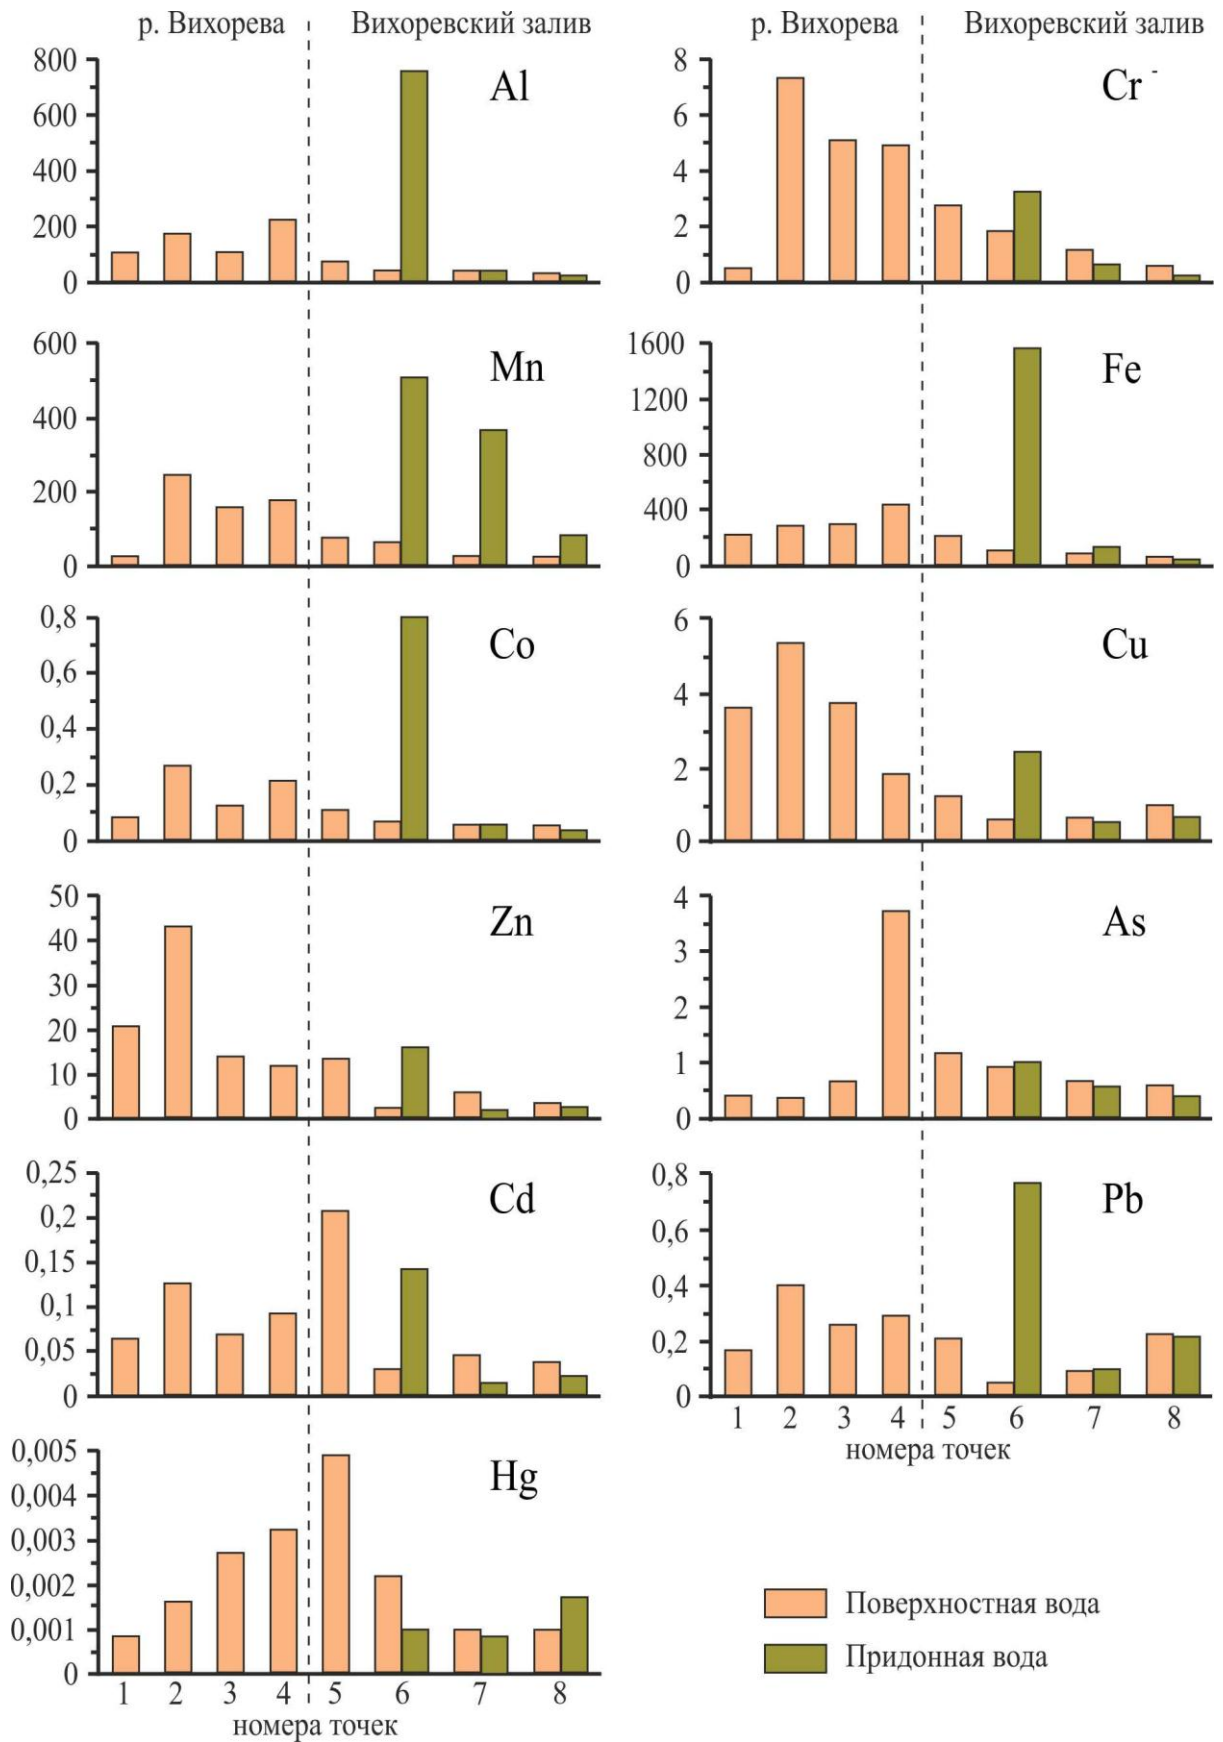 р. Вихорева Вихоревский залив
800
600
400
200
0
Al
р. Вихорева Вихоревский залив
8
6
4
2
0
Cr -
600
400
200
0
Mn
1600
1200
800
400
0
Fe
0,8
0,6
0,4
0,2
0
Co
6
4
2
0
Cu
50
40
30
20
10
0
Zn
4
3
2
1
0
As
0,25
0,2
0,15
0,1
0,05
0
Cd
0,8
0,6
0,4
0,2
0
Pb
1 2 3 4 5 6 7 8
номера точек
0,005
0,004
0,003
0,002
0,001
0
Hg
1 2 3 4 5 6 7 8
номера точек
Поверхностная вода
Придонная вода